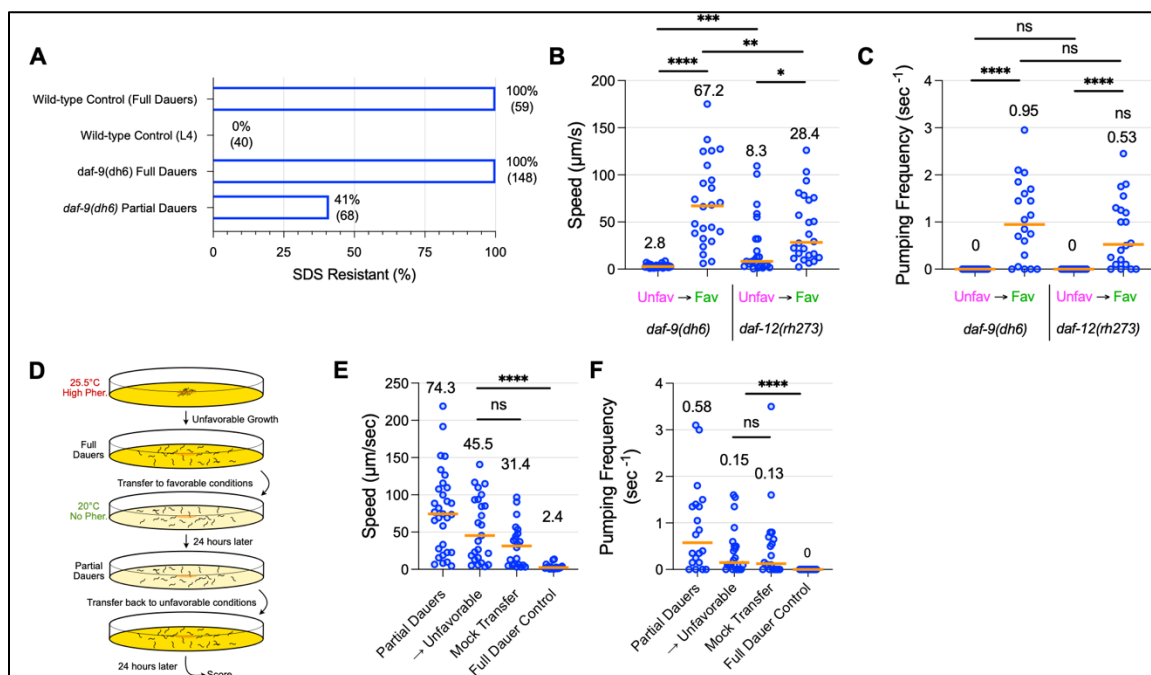 A
Wild-type Control (Full Dauers)
100%
(59)
Wild-type Control (L4)
0%
(40)
daf-9(dh6) Full Dauers
100%
(148)
daf-9(dh6) Partial Dauers
41%
(68)
0 25 50 75 100
SDS Resistant (%)
B
***
**
****
*
200
150
100
50
0
Speed (µm/s)
2.8
67.2
8.3
28.4
Unfav → Fav Unfav → Fav
daf-9(dh6) daf-12(rh273)
C
ns
ns
****
****
ns
4
3
2
1
0
Pumping Frequency (sec⁻¹)
0
0.95
0
0.53
Unfav → Fav Unfav → Fav
daf-9(dh6) daf-12(rh273)
D
25.5°C
High Pher.
Unfavorable Growth
Full
Dauers
Transfer to favorable conditions
20°C
No Pher.
24 hours later
Partial
Dauers
Transfer back to unfavorable conditions
24 hours later
Score
E
****
ns
250
200
150
100
50
0
Speed (µm/sec)
74.3
45.5
31.4
2.4
Partial Dauers
→ Unfavorable
Mock Transfer
Full Dauer Control
F
****
ns
4
3
2
1
0
Pumping Frequency
(sec⁻¹)
0.58
0.15
0.13
0
Partial Dauers
→ Unfavorable
Mock Transfer
Full Dauer Control